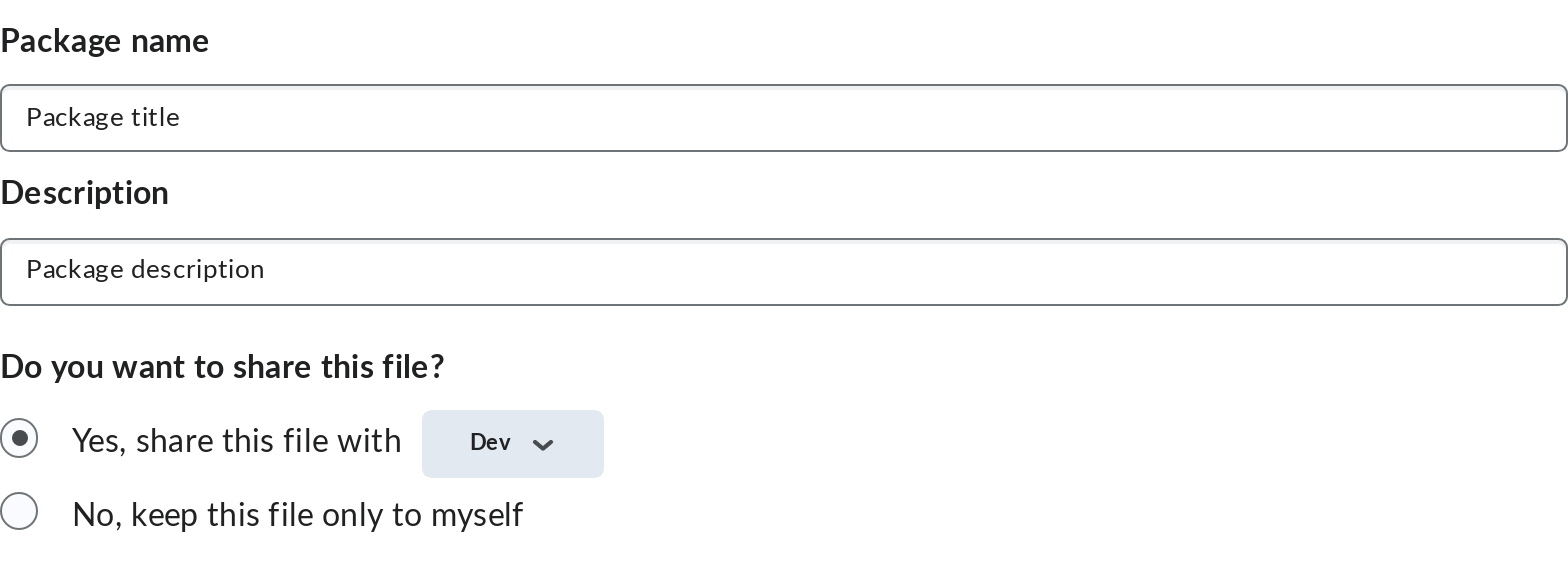 Package name
Package title
Description
Package description
Do you want to share this file?
Yes, share this file with Dev
No, keep this file only to myself